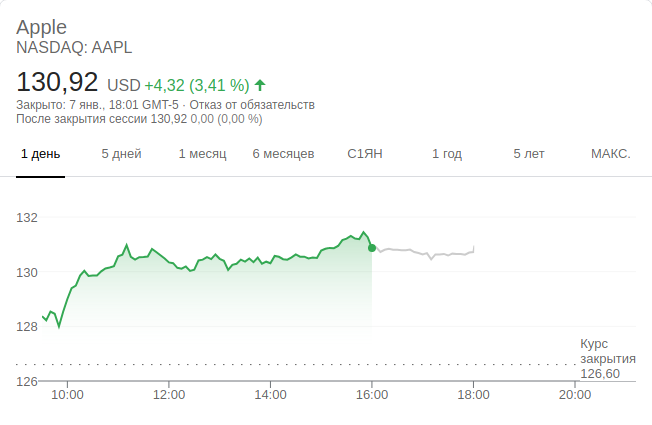 Apple
NASDAQ: AAPL
130,92 USD +4,32 (3,41 %)
Закрыто: 7 янв., 18:01 GMT-5 · Отказ от обязательств
После закрытия сессии 130,92 0,00 (0,00 %)
1 день 5 дней 1 месяц 6 месяцев С1ЯН 1 год 5 лет МАКС.
132
130
128
Курс
закрытия
126,60
126
10:00 12:00 14:00 16:00 18:00 20:00